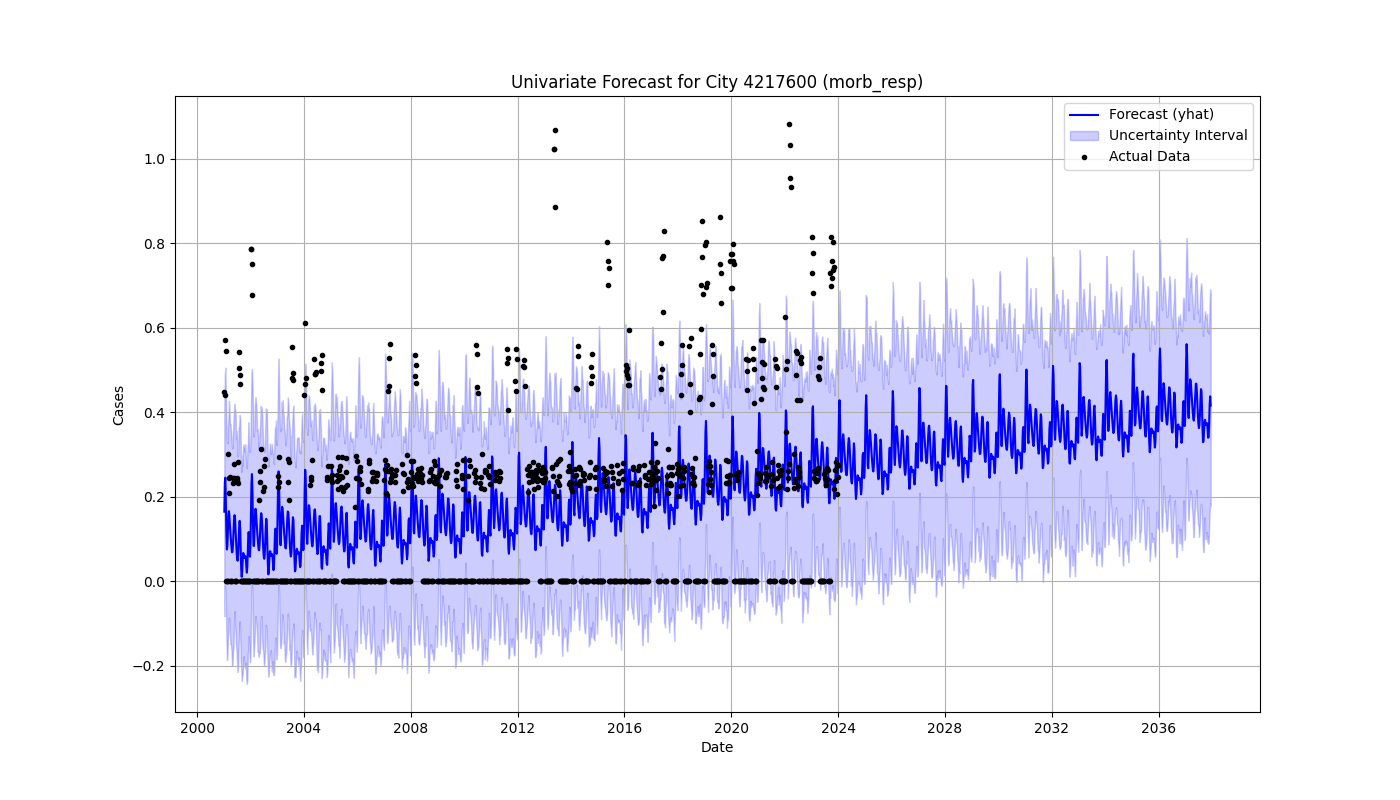 Univariate Forecast for City 4217600 (morb_resp)
Forecast (yhat)
Uncertainty Interval
Actual Data
Cases
1.0
0.8
0.6
0.4
0.2
0.0
−0.2
2000 2004 2008 2012 2016 2020 2024 2028 2032 2036
Date